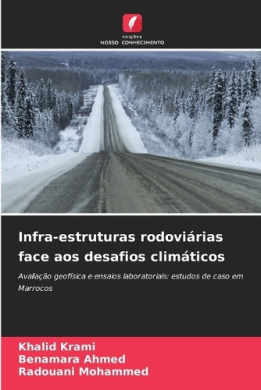 edições
NOSSO CONHECIMENTO
Infra-estruturas rodoviárias
face aos desafios climáticos
Avaliação geofísica e ensaios laboratoriais: estudos de caso em
Marrocos
Khalid Krami
Benamara Ahmed
Radouani Mohammed